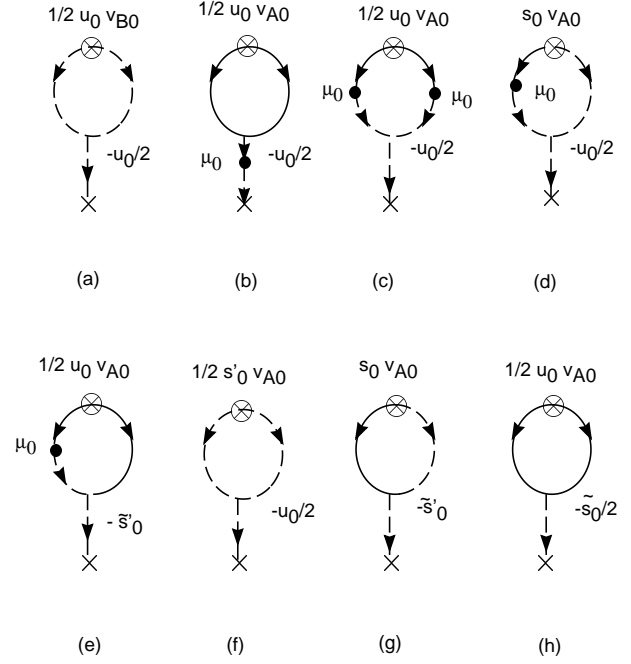 1/2 u0 vB0 1/2 u0 vA0 1/2 u0 vA0 s0 vA0
μ0 μ0 μ0
-u0/2 μ0 -u0/2 -u0/2 -u0/2
(a) (b) (c) (d)
1/2 u0 vA0 1/2 s'0 vA0 s0 vA0 1/2 u0 vA0
μ0
- s̃'0 -u0/2 -s̃'0 -s̃0/2
(e) (f) (g) (h)